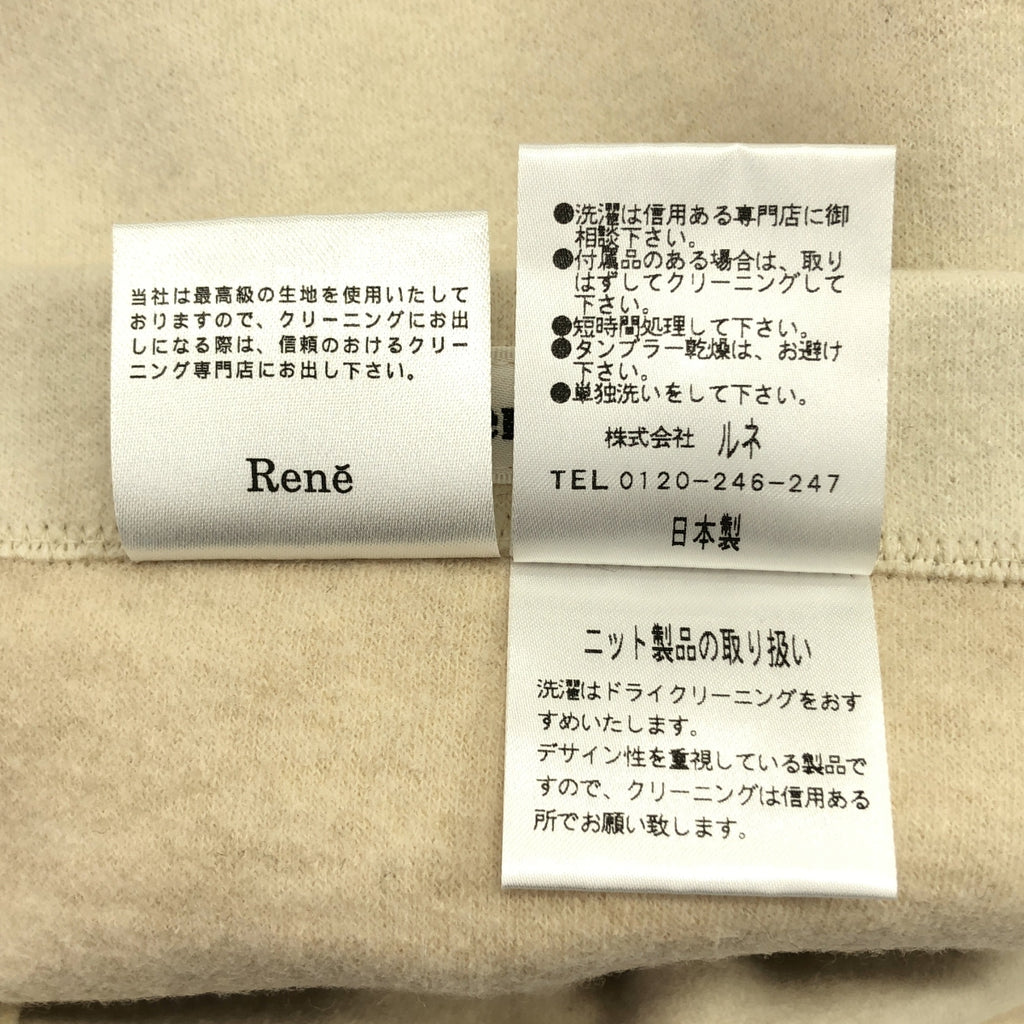 当社は最高級の生地を使用いたして
おりますので、クリーニングにお出
しになる際は、信頼のおけるクリー
ニング専門店にお出し下さい。
Renĕ
●洗濯は信用ある専門店に御
相談下さい。
●付属品のある場合は、取り
はずしてクリーニングして
下さい。
●短時間処理して下さい。
●タンブラー乾燥は、お避け
下さい。
●単独洗いをして下さい。
株式会社 ルネ
TEL 0120-246-247
日本製
ニット製品の取り扱い
洗濯はドライクリーニングをおす
すめいたします。
デザイン性を重視している製品で
すので、クリーニングは信用ある
所でお願い致します。